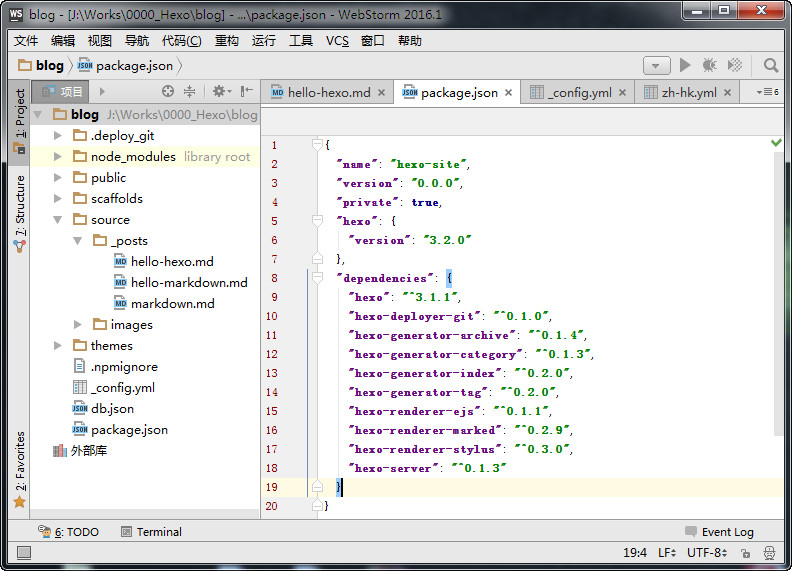 blog - [J:\Works\0000_Hexo\blog] - ...\package.json - WebStorm 2016.1
文件 编辑 视图 导航 代码(C) 重构 运行 工具 VCS 窗口 帮助
blog package.json
项目 hello-hexo.md package.json _config.yml zh-hk.yml 6
1: Project
7: Structure
2: Favorites
blog J:\Works\0000_Hexo\blog
.deploy_git
node_modules library root
public
scaffolds
source
_posts
hello-hexo.md
hello-markdown.md
markdown.md
images
themes
.npmignore
_config.yml
db.json
package.json
外部库
1 {
2 "name": "hexo-site",
3 "version": "0.0.0",
4 "private": true,
5 "hexo": {
6 "version": "3.2.0"
7 },
8 "dependencies": {
9 "hexo": "^3.1.1",
10 "hexo-deployer-git": "^0.1.0",
11 "hexo-generator-archive": "^0.1.4",
12 "hexo-generator-category": "^0.1.3",
13 "hexo-generator-index": "^0.2.0",
14 "hexo-generator-tag": "^0.2.0",
15 "hexo-renderer-ejs": "^0.1.1",
16 "hexo-renderer-marked": "^0.2.9",
17 "hexo-renderer-stylus": "^0.3.0",
18 "hexo-server": "^0.1.3"
19 }
20 }
6: TODO Terminal Event Log
19:4 LF UTF-8